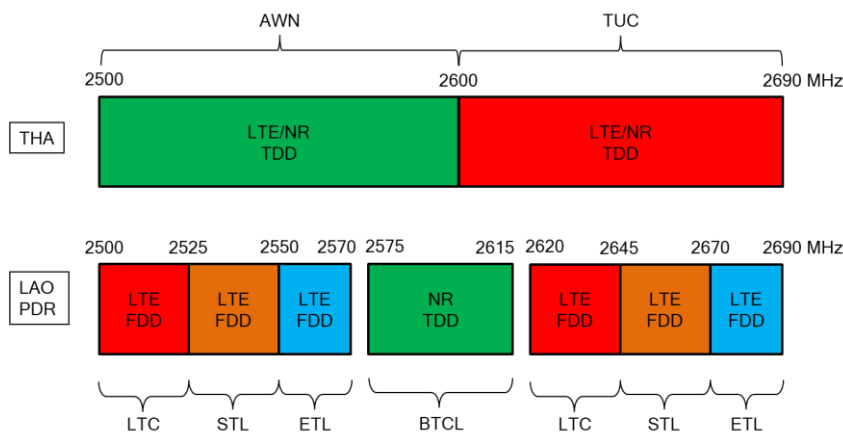 AWN TUC
2500 2600 2690 MHz
THA
LTE/NR LTE/NR
TDD TDD
2500 2525 2550 2570 2575 2615 2620 2645 2670 2690 MHz
LAO
PDR
LTE LTE LTE NR LTE LTE LTE
FDD FDD FDD TDD FDD FDD FDD
LTC STL ETL BTCL LTC STL ETL